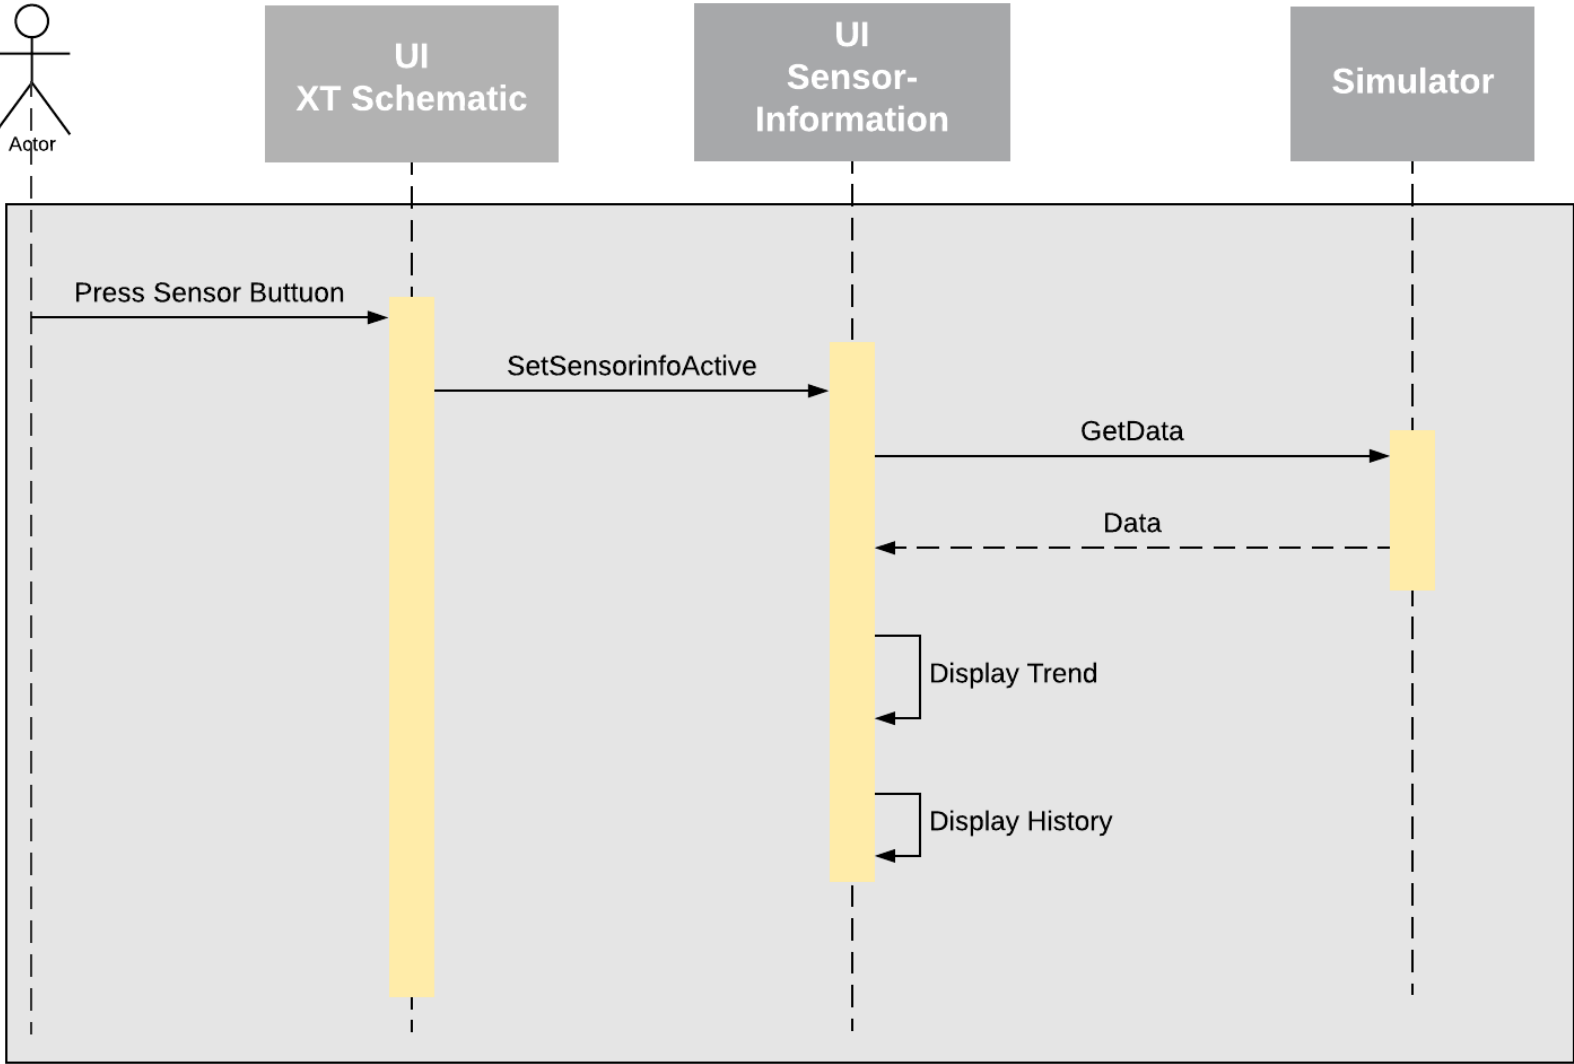 Actor
UI
XT Schematic
UI
Sensor-
Information
Simulator
Press Sensor Buttuon
SetSensorinfoActive
GetData
Data
Display Trend
Display History